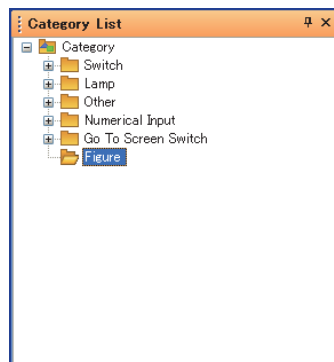 Category List
Category
Switch
Lamp
Other
Numerical Input
Go To Screen Switch
Figure